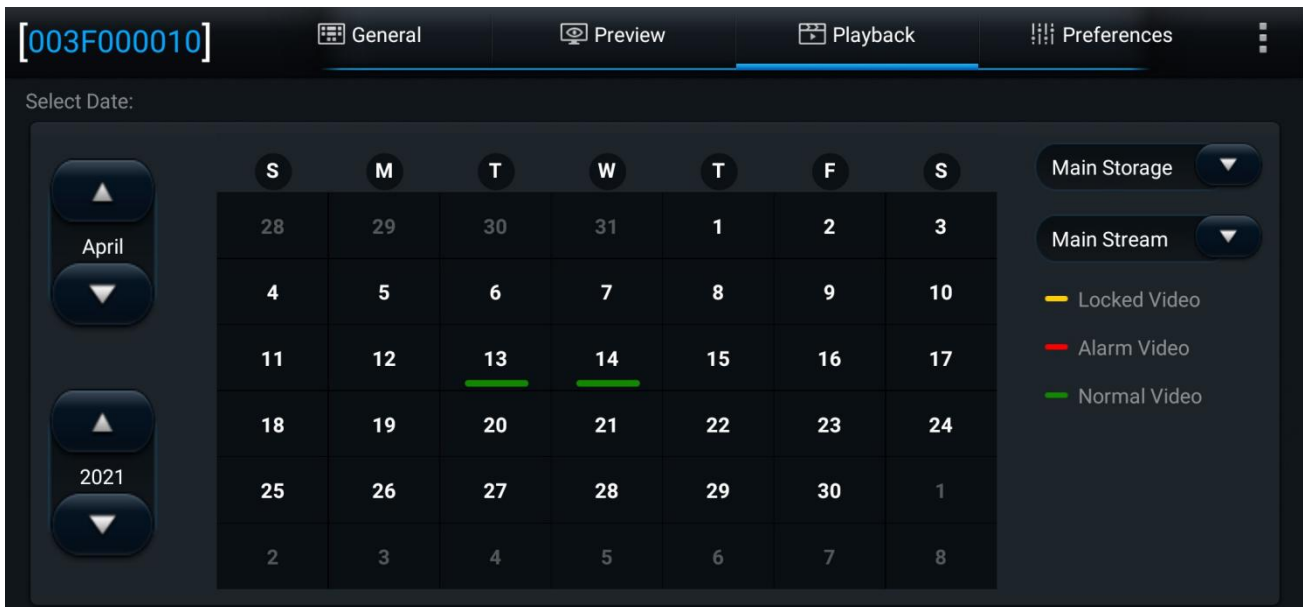 [003F000010] General Preview Playback Preferences
Select Date:
April
2021
S M T W T F S
28 29 30 31 1 2 3
4 5 6 7 8 9 10
11 12 13 14 15 16 17
18 19 20 21 22 23 24
25 26 27 28 29 30 1
2 3 4 5 6 7 8
Main Storage
Main Stream
Locked Video
Alarm Video
Normal Video